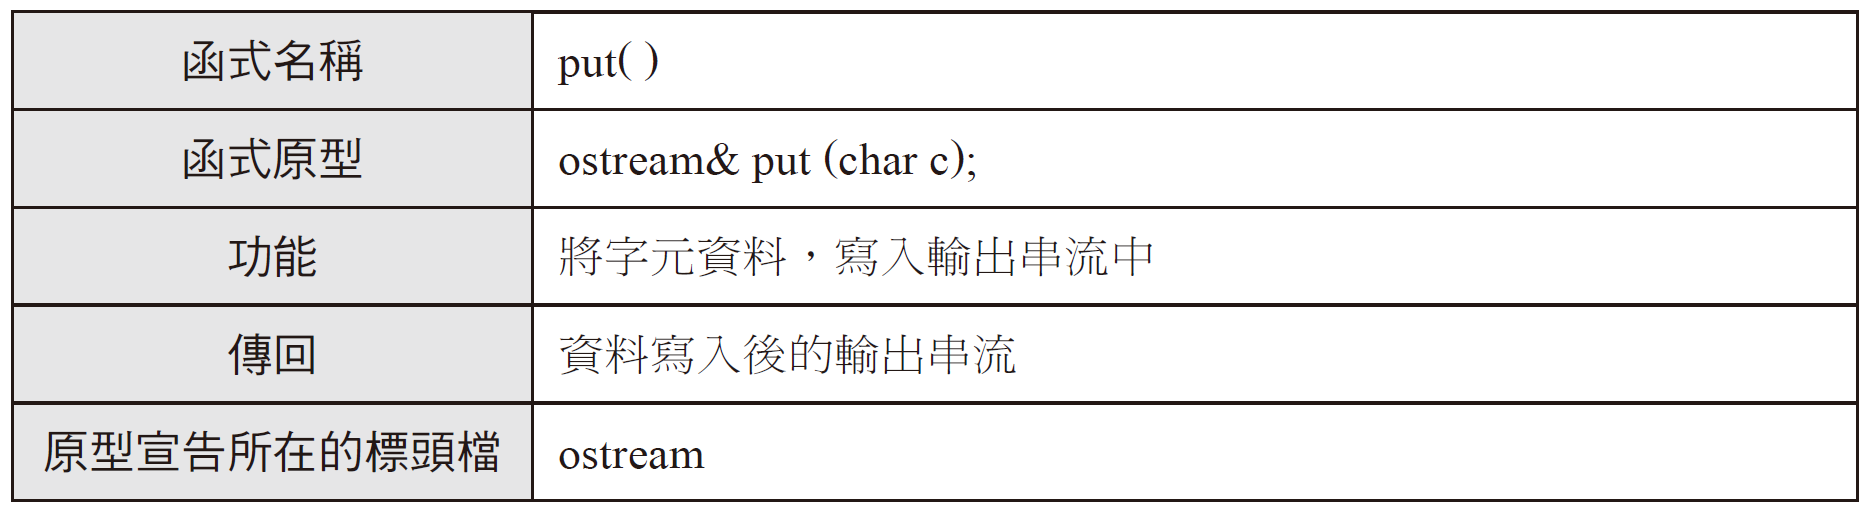 函式名稱 put( )
函式原型 ostream& put (char c);
功能 將字元資料，寫入輸出串流中
傳回 資料寫入後的輸出串流
原型宣告所在的標頭檔 ostream